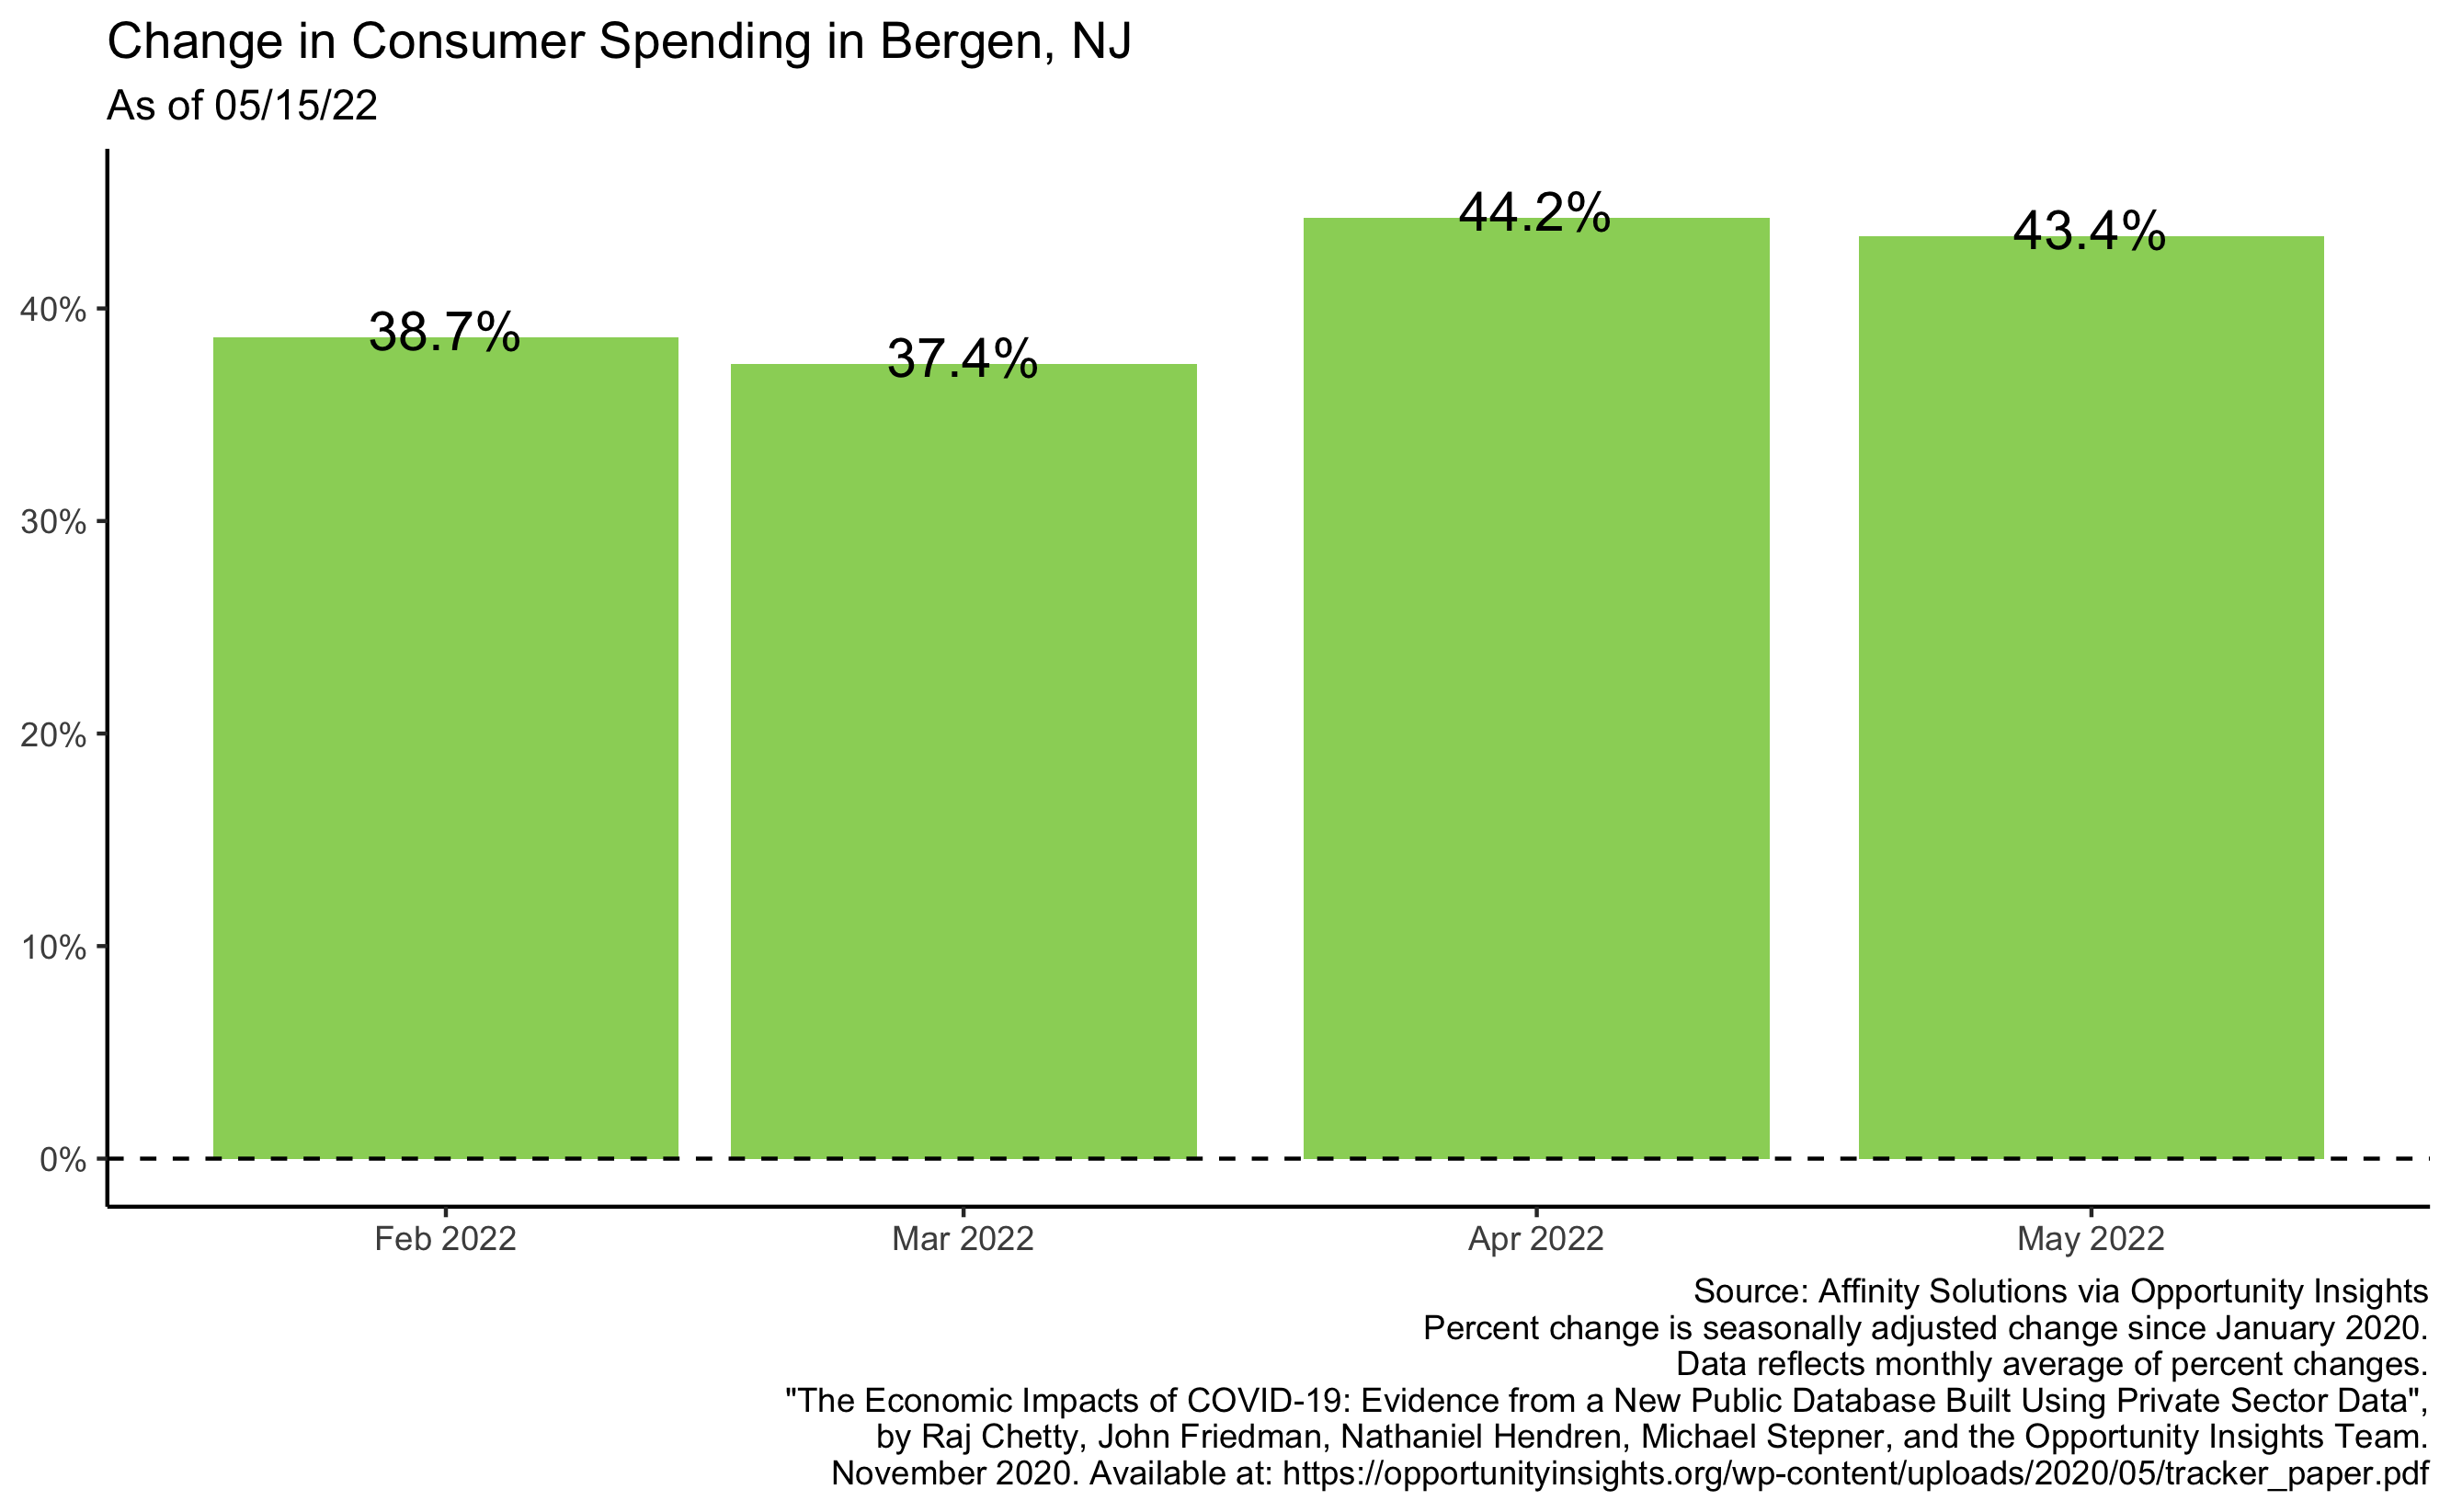 Change in Consumer Spending in Bergen, NJ
As of 05/15/22
44.2%
43.4%
40%
38.7%
37.4%
30%
20%
10%
0%
Feb 2022
Mar 2022
Apr 2022
May 2022
Source: Affinity Solutions via Opportunity Insights
Percent change is seasonally adjusted change since January 2020.
Data reflects monthly average of percent changes.
"The Economic Impacts of COVID-19: Evidence from a New Public Database Built Using Private Sector Data",
by Raj Chetty, John Friedman, Nathaniel Hendren, Michael Stepner, and the Opportunity Insights Team.
November 2020. Available at: https://opportunityinsights.org/wp-content/uploads/2020/05/tracker_paper.pdf